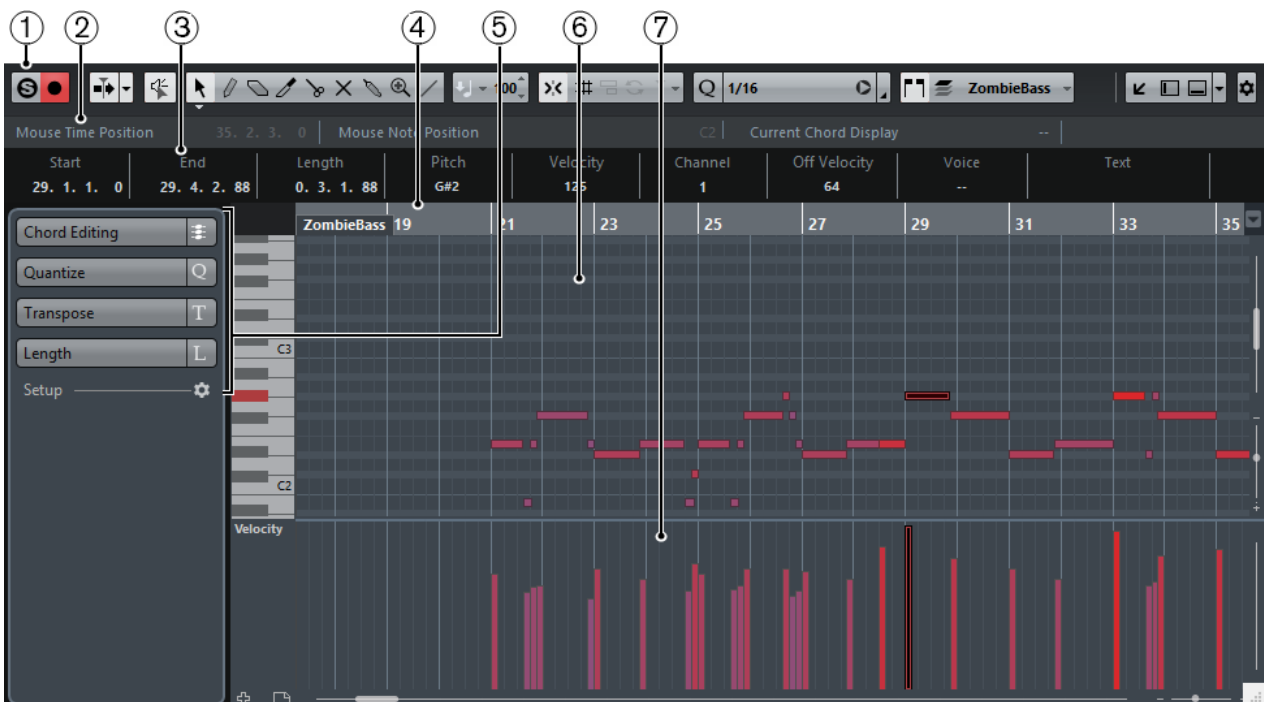 1 2 3 4 5 6 7
S 100 Q 1/16 ZombieBass
Mouse Time Position 35. 2. 3. 0 Mouse Note Position C2 Current Chord Display --
Start End Length Pitch Velocity Channel Off Velocity Voice Text
29. 1. 1. 0 29. 4. 2. 88 0. 3. 1. 88 G#2 126 1 64 --
Chord Editing
ZombieBass 19 21 23 25 27 29 31 33 35
Quantize Q
Transpose T
Length L
C3
Setup
C2
Velocity